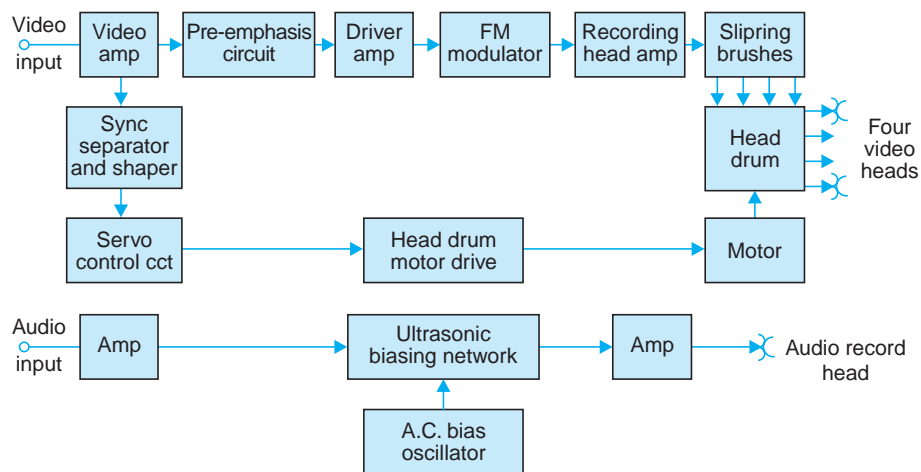 Video
input
Video
amp
Pre-emphasis
circuit
Driver
amp
FM
modulator
Recording
head amp
Slipring
brushes
Sync
separator
and shaper
Head
drum
Four
video
heads
Servo
control cct
Head drum
motor drive
Motor
Audio
input
Amp
Ultrasonic
biasing network
Amp
Audio record
head
A.C. bias
oscillator